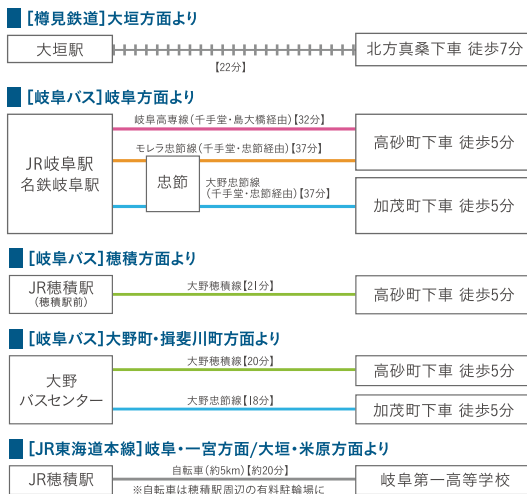 [樽見鉄道]大垣方面より
大垣駅
【22分】
北方真桑下車 徒歩7分
[岐阜バス]岐阜方面より
JR岐阜駅
名鉄岐阜駅
岐阜高専線(千手堂・島大橋経由)【32分】
モレラ忠節線(千手堂・忠節経由)【37分】
忠節
大野忠節線
(千手堂・忠節経由)【37分】
高砂町下車 徒歩5分
加茂町下車 徒歩5分
[岐阜バス]穂積方面より
JR穂積駅
(穂積駅前)
大野穂積線【21分】
高砂町下車 徒歩5分
[岐阜バス]大野町・揖斐川町方面より
大野
バスセンター
大野穂積線【20分】
高砂町下車 徒歩5分
大野忠節線【18分】
加茂町下車 徒歩5分
[JR東海道本線]岐阜・一宮方面/大垣・米原方面より
JR穂積駅
自転車(約5km)【約20分】
※自転車は穂積駅周辺の有料駐輪場に
岐阜第一高等学校